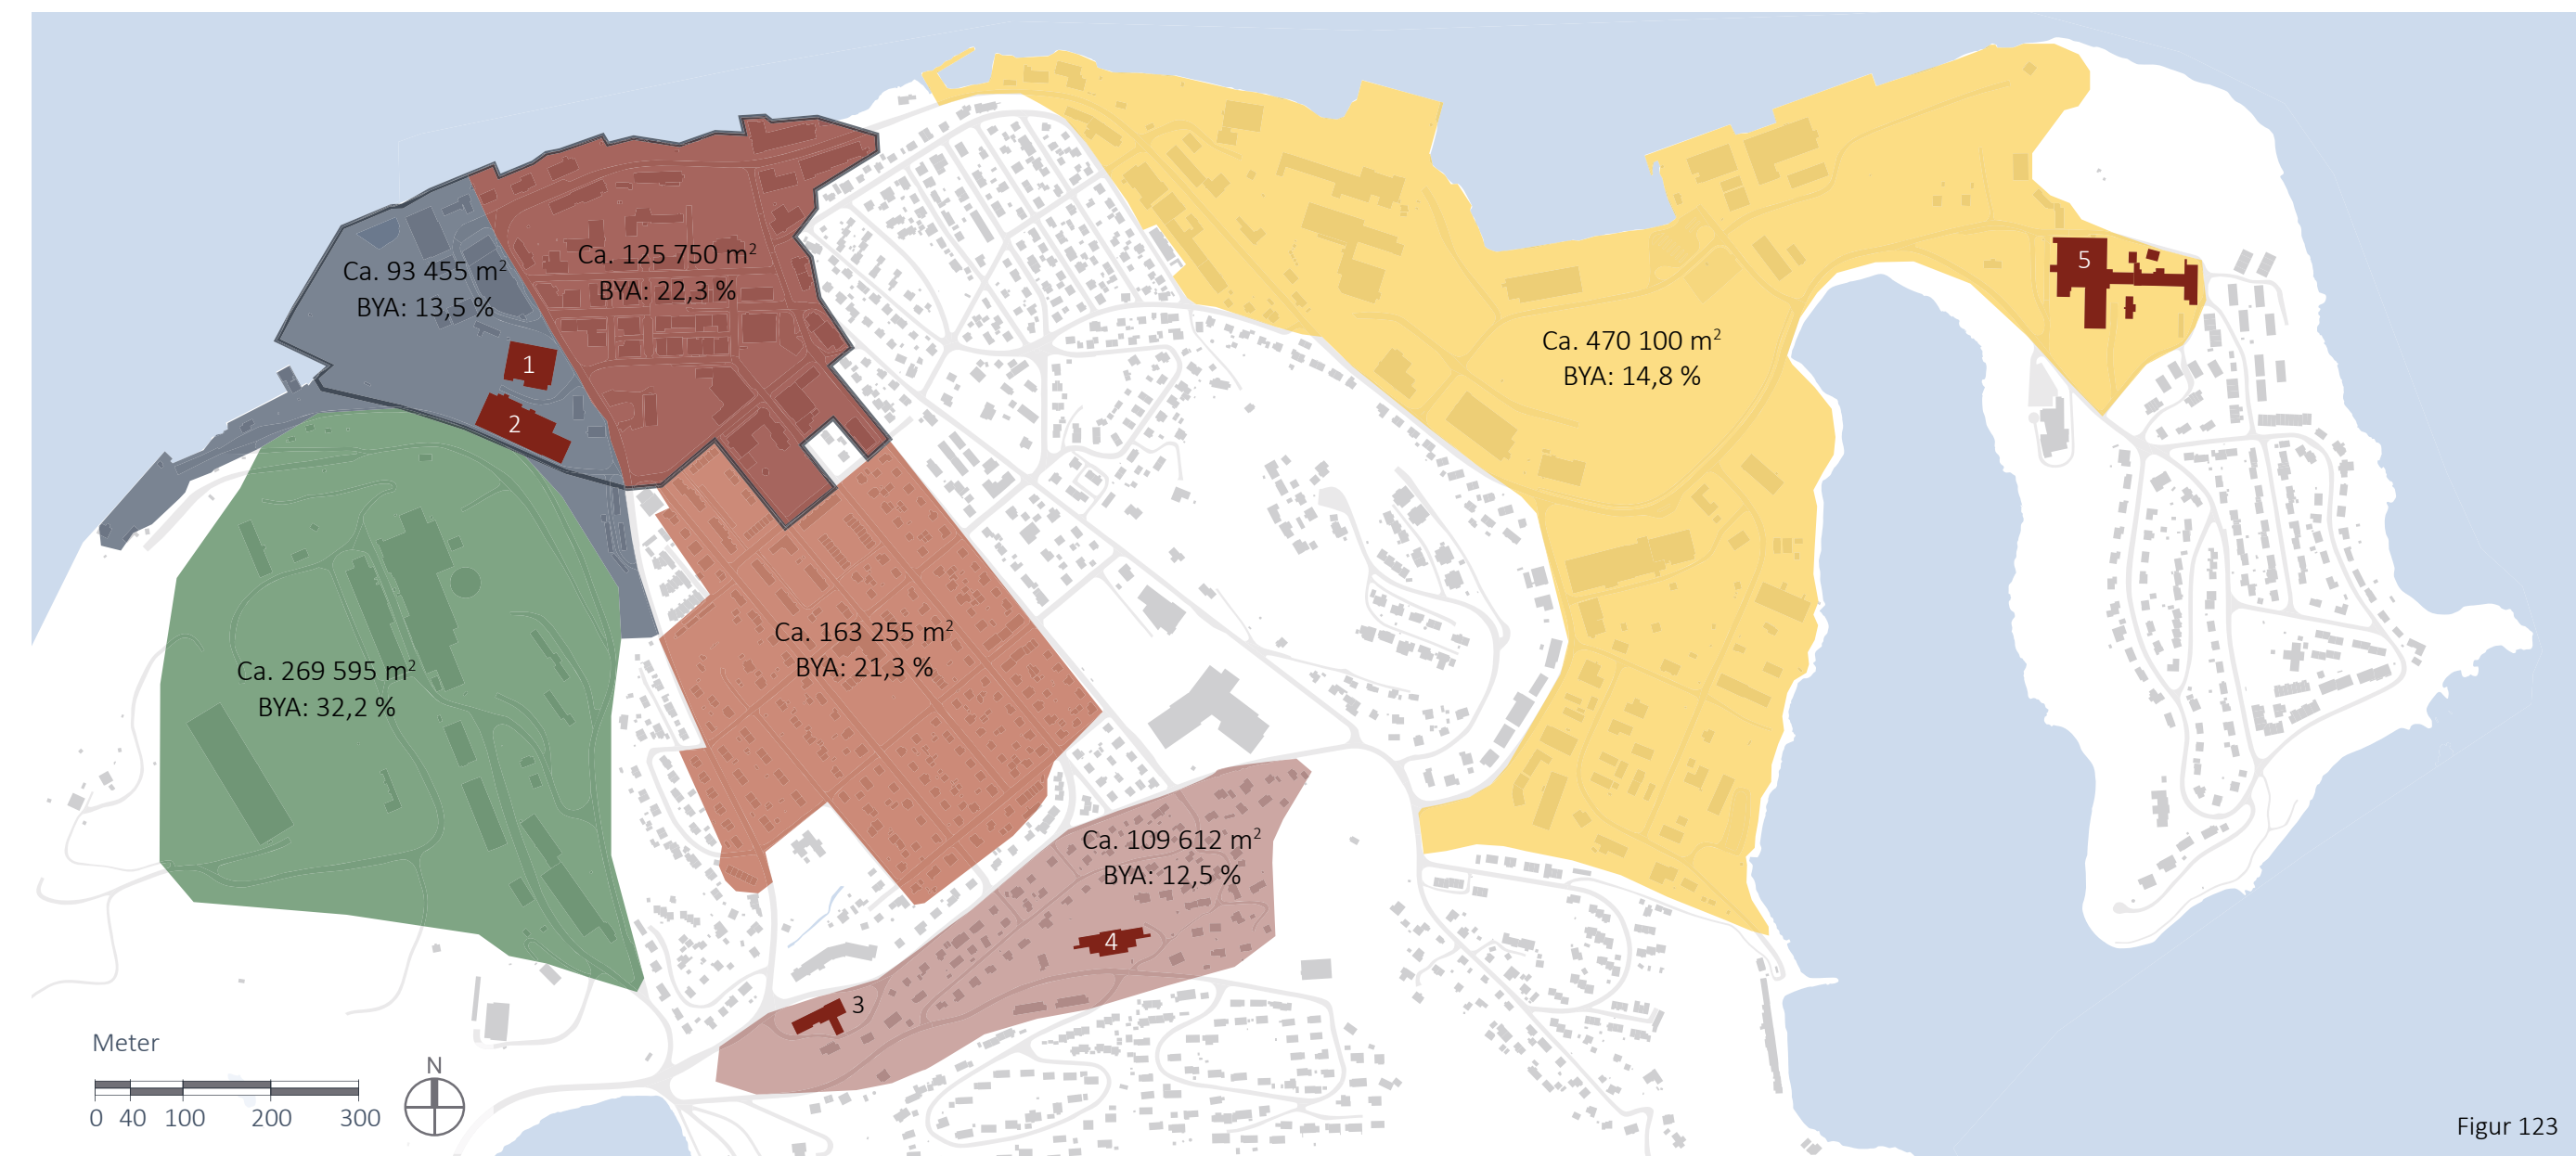 Ca. 93 455 m²
BYA: 13,5 %
Ca. 125 750 m²
BYA: 22,3 %
1
2
5
Ca. 470 100 m²
BYA: 14,8 %
Ca. 269 595 m²
BYA: 32,2 %
Ca. 163 255 m²
BYA: 21,3 %
Ca. 109 612 m²
BYA: 12,5 %
4
3
Meter
0 40 100 200 300
N
Figur 123